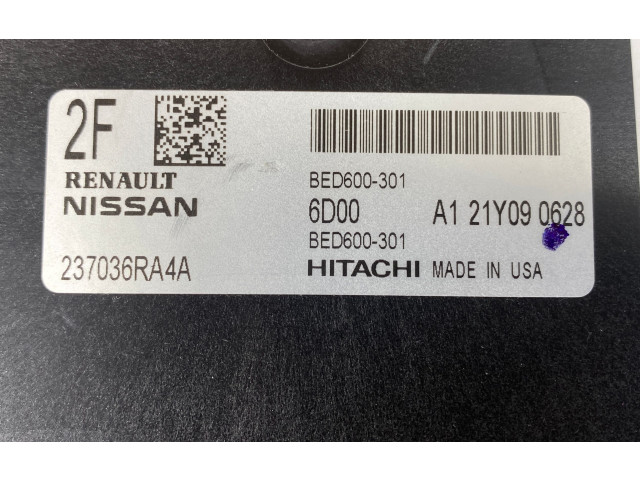 2F
RENAULT
NISSAN
237036RA4A
BED600-301
6D00 A1 21Y09 0628
BED600-301
HITACHI MADE IN USA